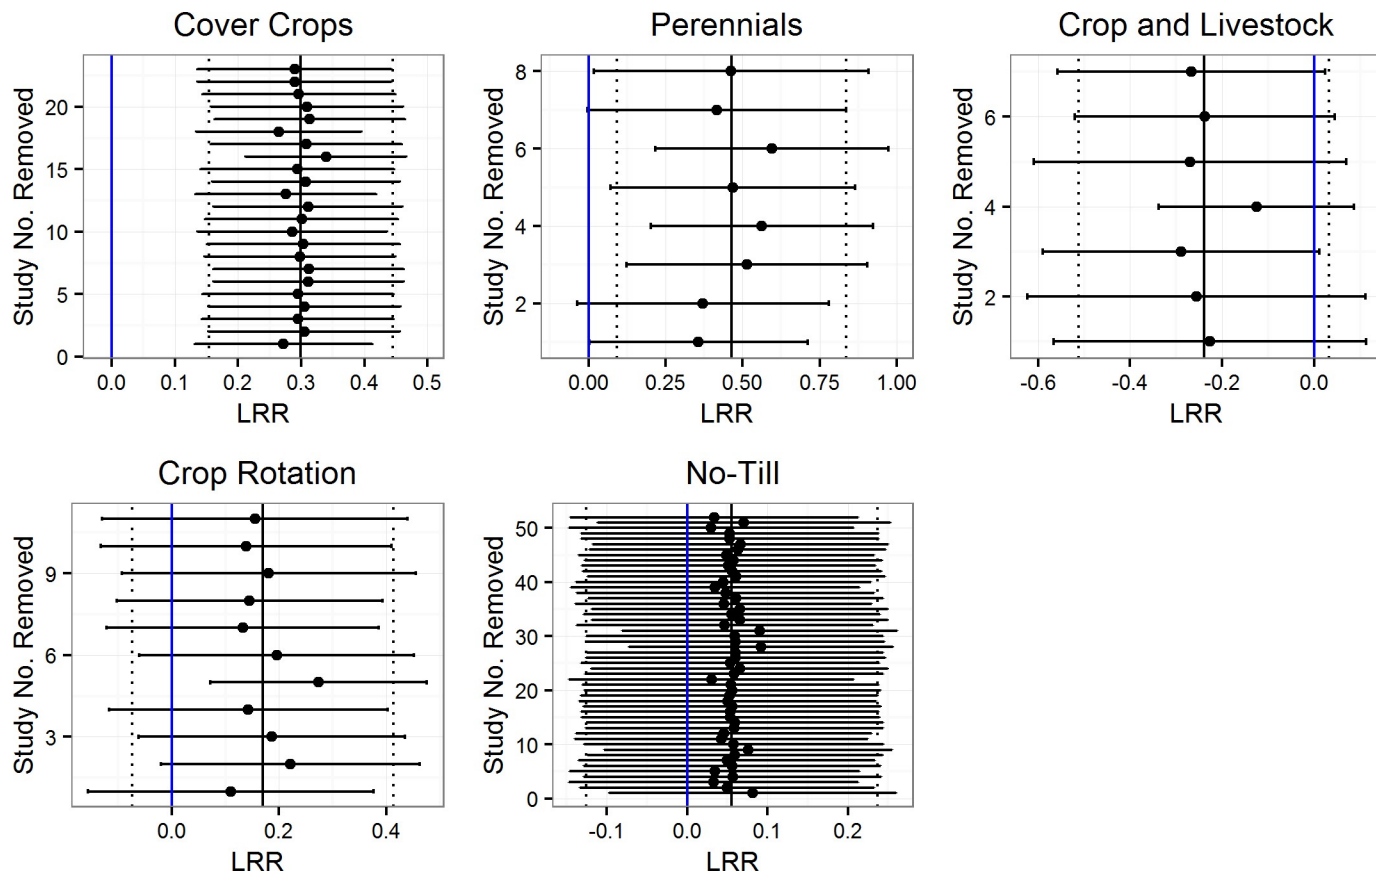 Cover Crops
Perennials
Crop and Livestock
Study No. Removed
20
15
10
5
0
0.0 0.1 0.2 0.3 0.4 0.5
LRR
Study No. Removed
8
6
4
2
0.00 0.25 0.50 0.75 1.00
LRR
Study No. Removed
6
4
2
-0.6 -0.4 -0.2 0.0
LRR
Crop Rotation
No-Till
Study No. Removed
9
6
3
0.0 0.2 0.4
LRR
Study No. Removed
50
40
30
20
10
0
-0.1 0.0 0.1 0.2
LRR